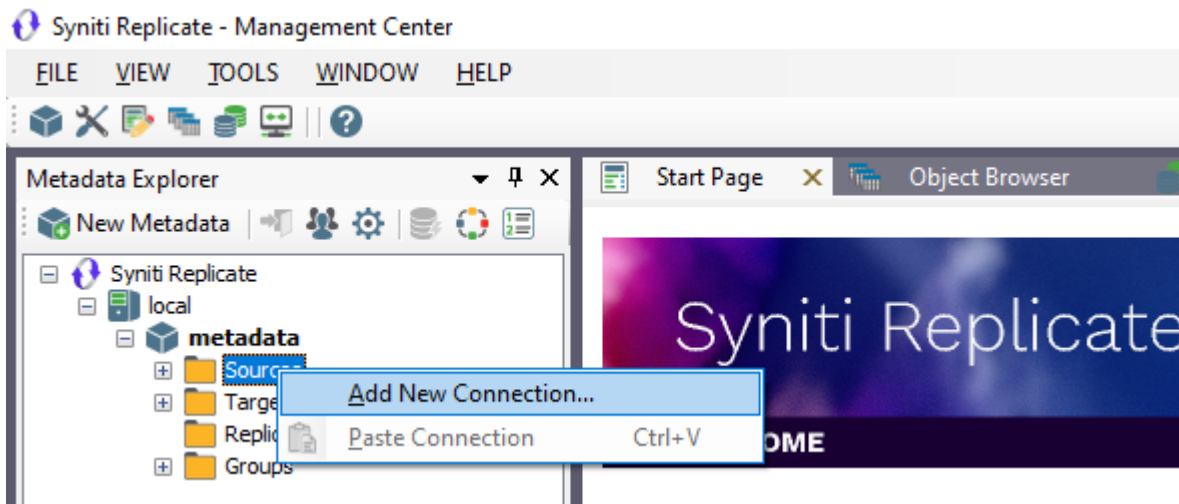 Syniti Replicate - Management Center
FILE VIEW TOOLS WINDOW HELP
Metadata Explorer
Start Page
Object Browser
New Metadata
Syniti Replicate
local
metadata
Sources
Add New Connection...
Paste Connection Ctrl+V
Groups
Syniti Replicate